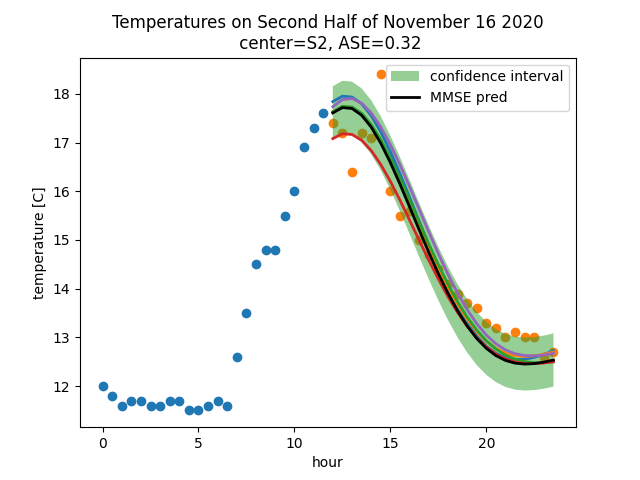 Temperatures on Second Half of November 16 2020
center=S2, ASE=0.32
confidence interval
MMSE pred
temperature [C]
18
17
16
15
14
13
12
0 5 10 15 20
hour